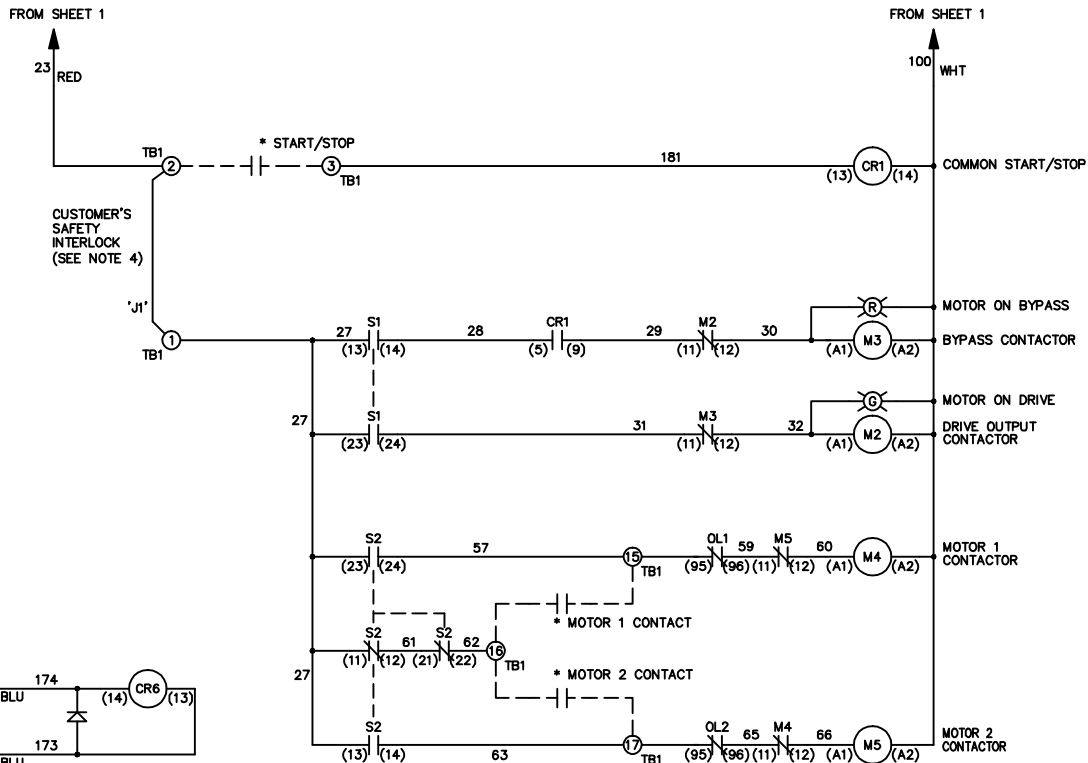 FROM SHEET 1
FROM SHEET 1
23
RED
100
WHT
TB1
2
* START/STOP
3
TB1
181
CR1
(13)
(14)
COMMON START/STOP
CUSTOMER'S
SAFETY
INTERLOCK
(SEE NOTE 4)
'J1'
TB1
1
R
MOTOR ON BYPASS
27
S1
(13)
(14)
28
CR1
(5)
(9)
29
M2
(11)
(12)
30
M3
(A1)
(A2)
BYPASS CONTACTOR
G
MOTOR ON DRIVE
27
S1
(23)
(24)
31
M3
(11)
(12)
32
M2
(A1)
(A2)
DRIVE OUTPUT
CONTACTOR
S2
(23)
(24)
57
15
TB1
OL1
(95)
(96)
59
M5
(11)
(12)
60
M4
(A1)
(A2)
MOTOR 1
CONTACTOR
* MOTOR 1 CONTACT
S2
(11)
(12)
61
S2
(21)
(22)
62
16
TB1
* MOTOR 2 CONTACT
27
S2
(13)
(14)
63
17
TB1
OL2
(95)
(96)
65
M4
(11)
(12)
66
M5
(A1)
(A2)
MOTOR 2
CONTACTOR
174
BLU
(14)
CR6
(13)
173
BLU